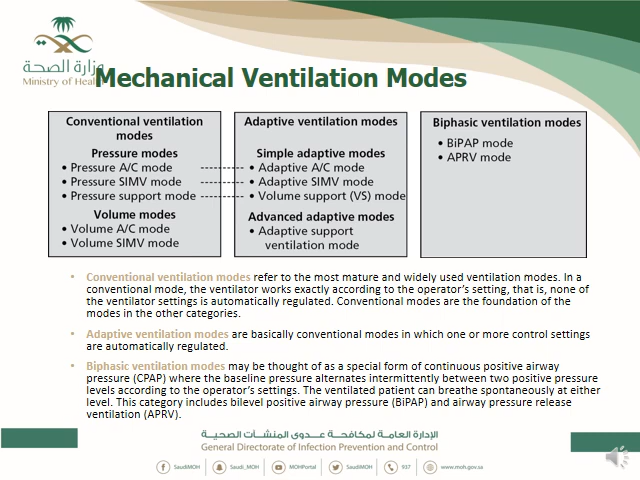 وزارة الصحة
Ministry of Heal
Mechanical Ventilation Modes
Conventional ventilation
modes
Pressure modes
• Pressure A/C mode
• Pressure SIMV mode
• Pressure support mode
Volume modes
• Volume A/C mode
• Volume SIMV mode
Adaptive ventilation modes
Simple adaptive modes
• Adaptive A/C mode
• Adaptive SIMV mode
• Volume support (VS) mode
Advanced adaptive modes
• Adaptive support
ventilation mode
Biphasic ventilation modes
• BiPAP mode
• APRV mode
• Conventional ventilation modes refer to the most mature and widely used ventilation modes. In a
conventional mode, the ventilator works exactly according to the operator’s setting, that is, none of
the ventilator settings is automatically regulated. Conventional modes are the foundation of the
modes in the other categories.
• Adaptive ventilation modes are basically conventional modes in which one or more control settings
are automatically regulated.
• Biphasic ventilation modes may be thought of as a special form of continuous positive airway
pressure (CPAP) where the baseline pressure alternates intermittently between two positive pressure
levels according to the operator’s settings. The ventilated patient can breathe spontaneously at either
level. This category includes bilevel positive airway pressure (BiPAP) and airway pressure release
ventilation (APRV).
الإدارة العامة لمكافحة عدوى المنشآت الصحية
General Directorate of Infection Prevention and Control
SaudiMOH Saudi_MOH MOHPortal SaudiMOH 937 www.moh.gov.sa